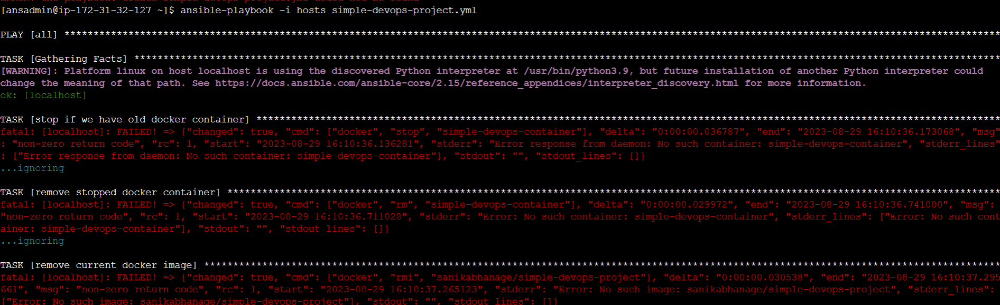 ERROR! the playbook: create simple-devops-project.yml could not be found
[ansadmin@ip-172-31-32-127 ~]$ ansible-playbook -i hosts simple-devops-project.yml
PLAY [all] ******************************************************************************************************************************************************************
TASK [Gathering Facts] ******************************************************************************************************************************************************
[WARNING]: Platform linux on host localhost is using the discovered Python interpreter at /usr/bin/python3.9, but future installation of another Python interpreter could
change the meaning of that path. See https://docs.ansible.com/ansible-core/2.15/reference_appendices/interpreter_discovery.html for more information.
ok: [localhost]
TASK [stop if we have old docker container] *********************************************************************************************************************************
fatal: [localhost]: FAILED! => {"changed": true, "cmd": ["docker", "stop", "simple-devops-container"], "delta": "0:00:00.036787", "end": "2023-08-29 16:10:36.173068", "msg"
: "non-zero return code", "rc": 1, "start": "2023-08-29 16:10:36.136281", "stderr": "Error response from daemon: No such container: simple-devops-container", "stderr_lines"
: ["Error response from daemon: No such container: simple-devops-container"], "stdout": "", "stdout_lines": []}
...ignoring
TASK [remove stopped docker container] **************************************************************************************************************************************
fatal: [localhost]: FAILED! => {"changed": true, "cmd": ["docker", "rm", "simple-devops-container"], "delta": "0:00:00.029972", "end": "2023-08-29 16:10:36.741000", "msg":
"non-zero return code", "rc": 1, "start": "2023-08-29 16:10:36.711028", "stderr": "Error: No such container: simple-devops-container", "stderr_lines": ["Error: No such cont
ainer: simple-devops-container"], "stdout": "", "stdout_lines": []}
...ignoring
TASK [remove current docker image] ******************************************************************************************************************************************
fatal: [localhost]: FAILED! => {"changed": true, "cmd": ["docker", "rmi", "sanikabhanage/simple-devops-project"], "delta": "0:00:00.030538", "end": "2023-08-29 16:10:37.295
661", "msg": "non-zero return code", "rc": 1, "start": "2023-08-29 16:10:37.265123", "stderr": "Error: No such image: sanikabhanage/simple-devops-project", "stderr_lines":
["Error: No such image: sanikabhanage/simple-devops-project"], "stdout": "", "stdout_lines": []}